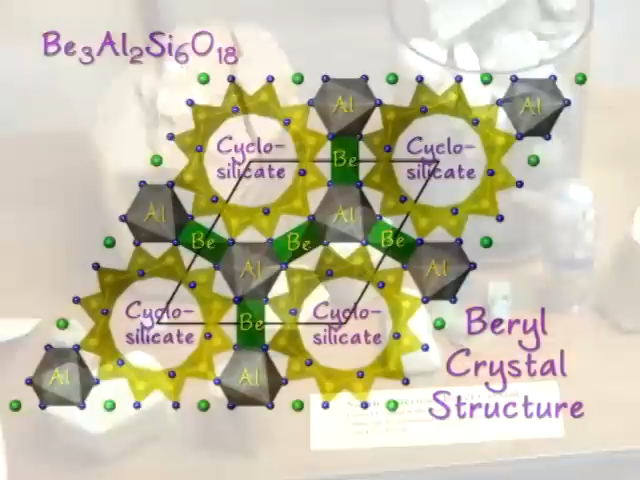 Be₃Al₂Si₆O₁₈
Al
Al
Cyclo-
silicate
Be
Cyclo-
silicate
Al
Al
Be
Be
Be
Al
Al
Cyclo-
silicate
Be
Cyclo-
silicate
Al
Al
Beryl
Crystal
Structure